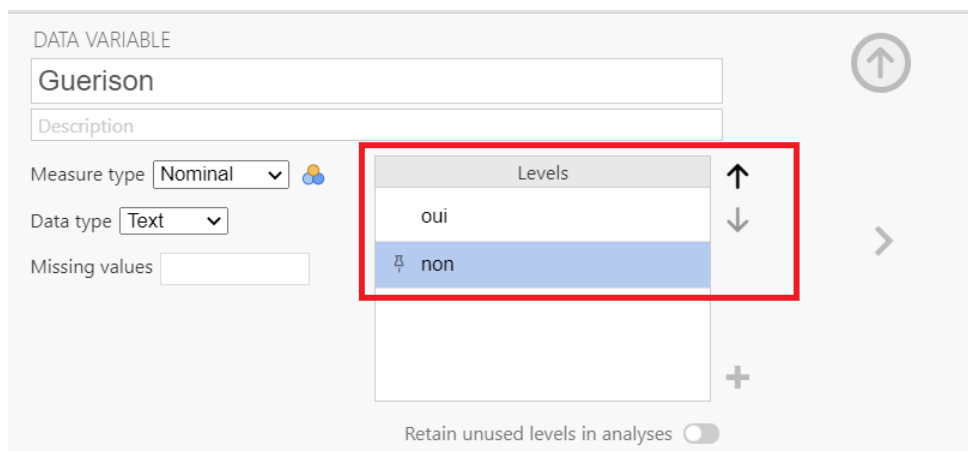 DATA VARIABLE
Guerison
Description
Measure type Nominal
Data type Text
Missing values
Levels
oui
non
Retain unused levels in analyses